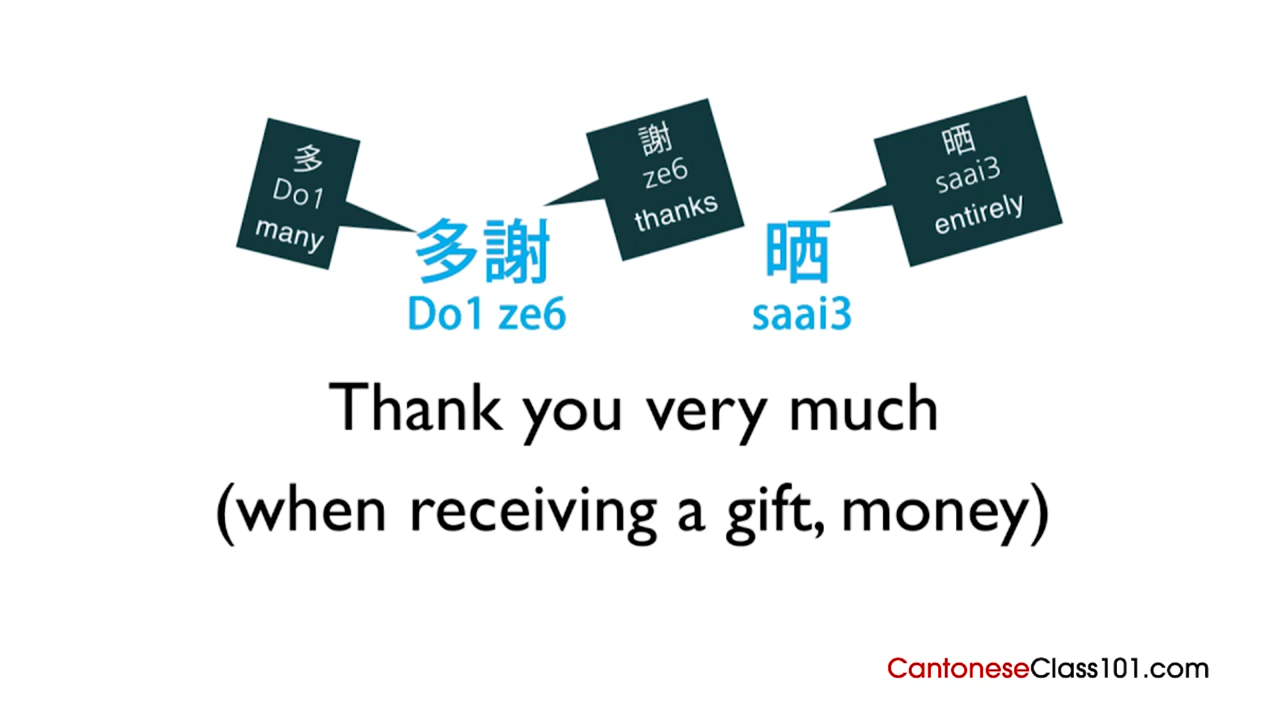 多
Do1
many
謝
ze6
thanks
晒
saai3
entirely
多謝 晒
Do1 ze6 saai3
Thank you very much
(when receiving a gift, money)
CantoneseClass101.com